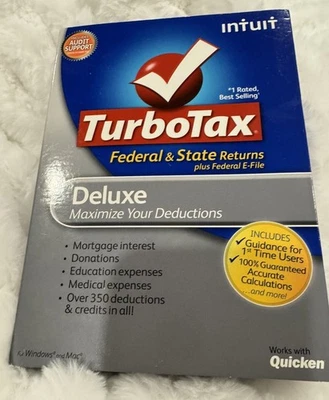 intuit
AUDIT
SUPPORT
#1 Rated,
Best Selling
TurboTax®
Federal & State Returns
plus Federal E-File
Deluxe
Maximize Your Deductions
• Mortgage interest
• Donations
• Education expenses
• Medical expenses
• Over 350 deductions
& credits in all!
INCLUDES
✓ Guidance for
1st Time Users
✓ 100% Guaranteed
Accurate
Calculations
...and more!
For Windows® and Mac®
Works with
Quicken